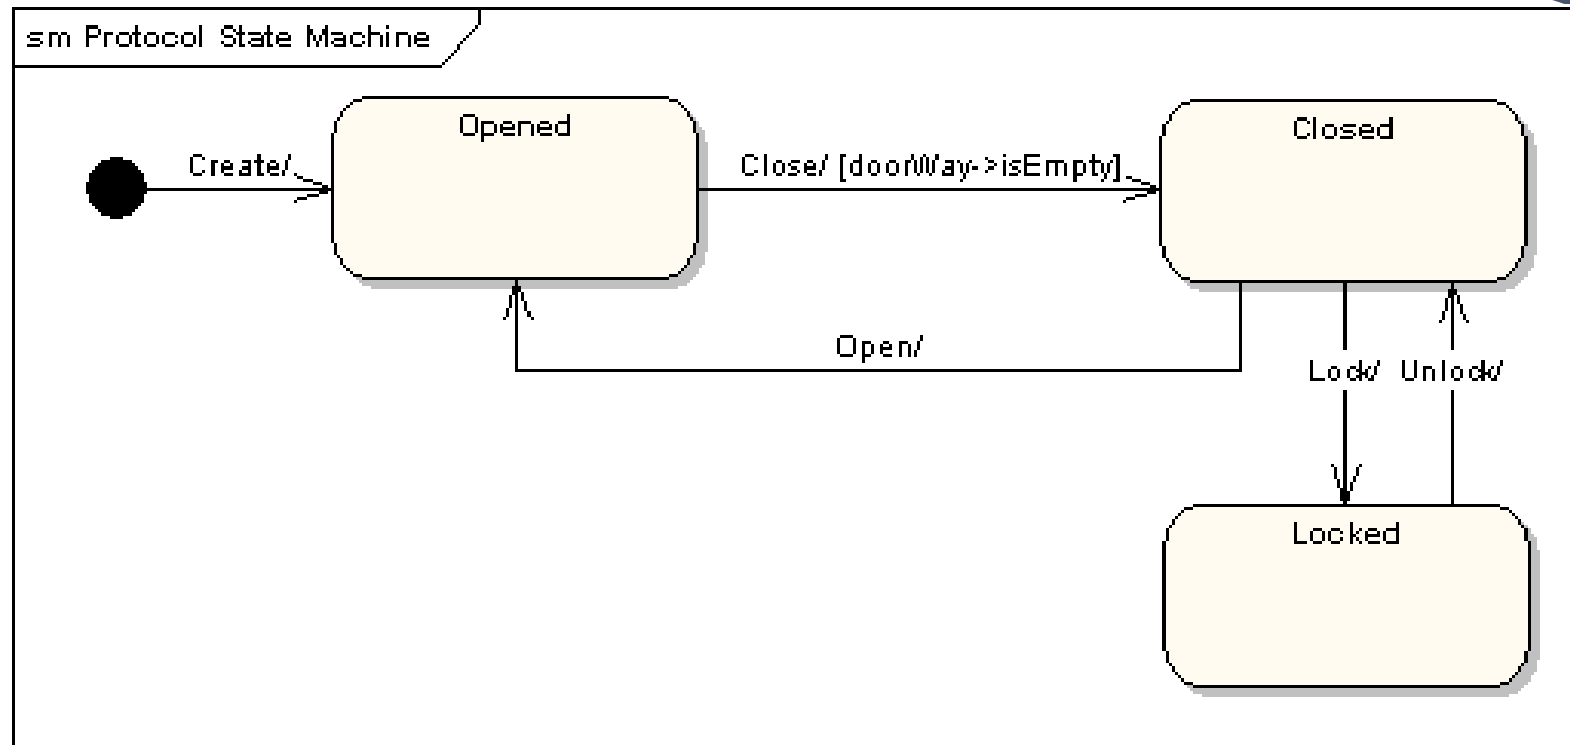 sm Protocol State Machine
Opened
Closed
Create/
Close/ [doorWay->isEmpty]
Open/
Lock/
Unlock/
Locked